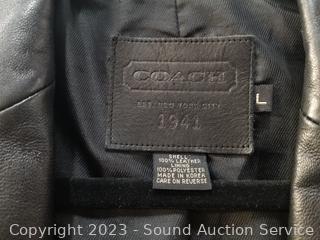 COACH
EST. NEW YORK CITY
1941
L
SHELL
100% LEATHER
LINING
100% POLYESTER
MADE IN KOREA
CARE ON REVERSE
Copyright 2023 - Sound Auction Service